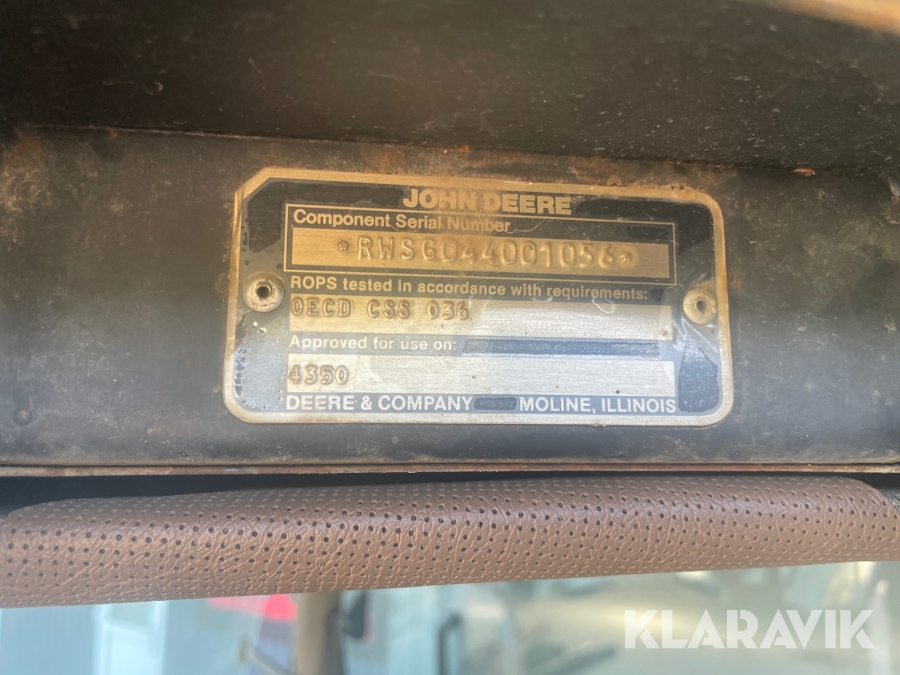 JOHN DEERE
Component Serial Number
*RWSG044001056*
ROPS tested in accordance with requirements:
OECD CSS 036
Approved for use on:
4350
DEERE & COMPANY MOLINE, ILLINOIS
KLARAVIK